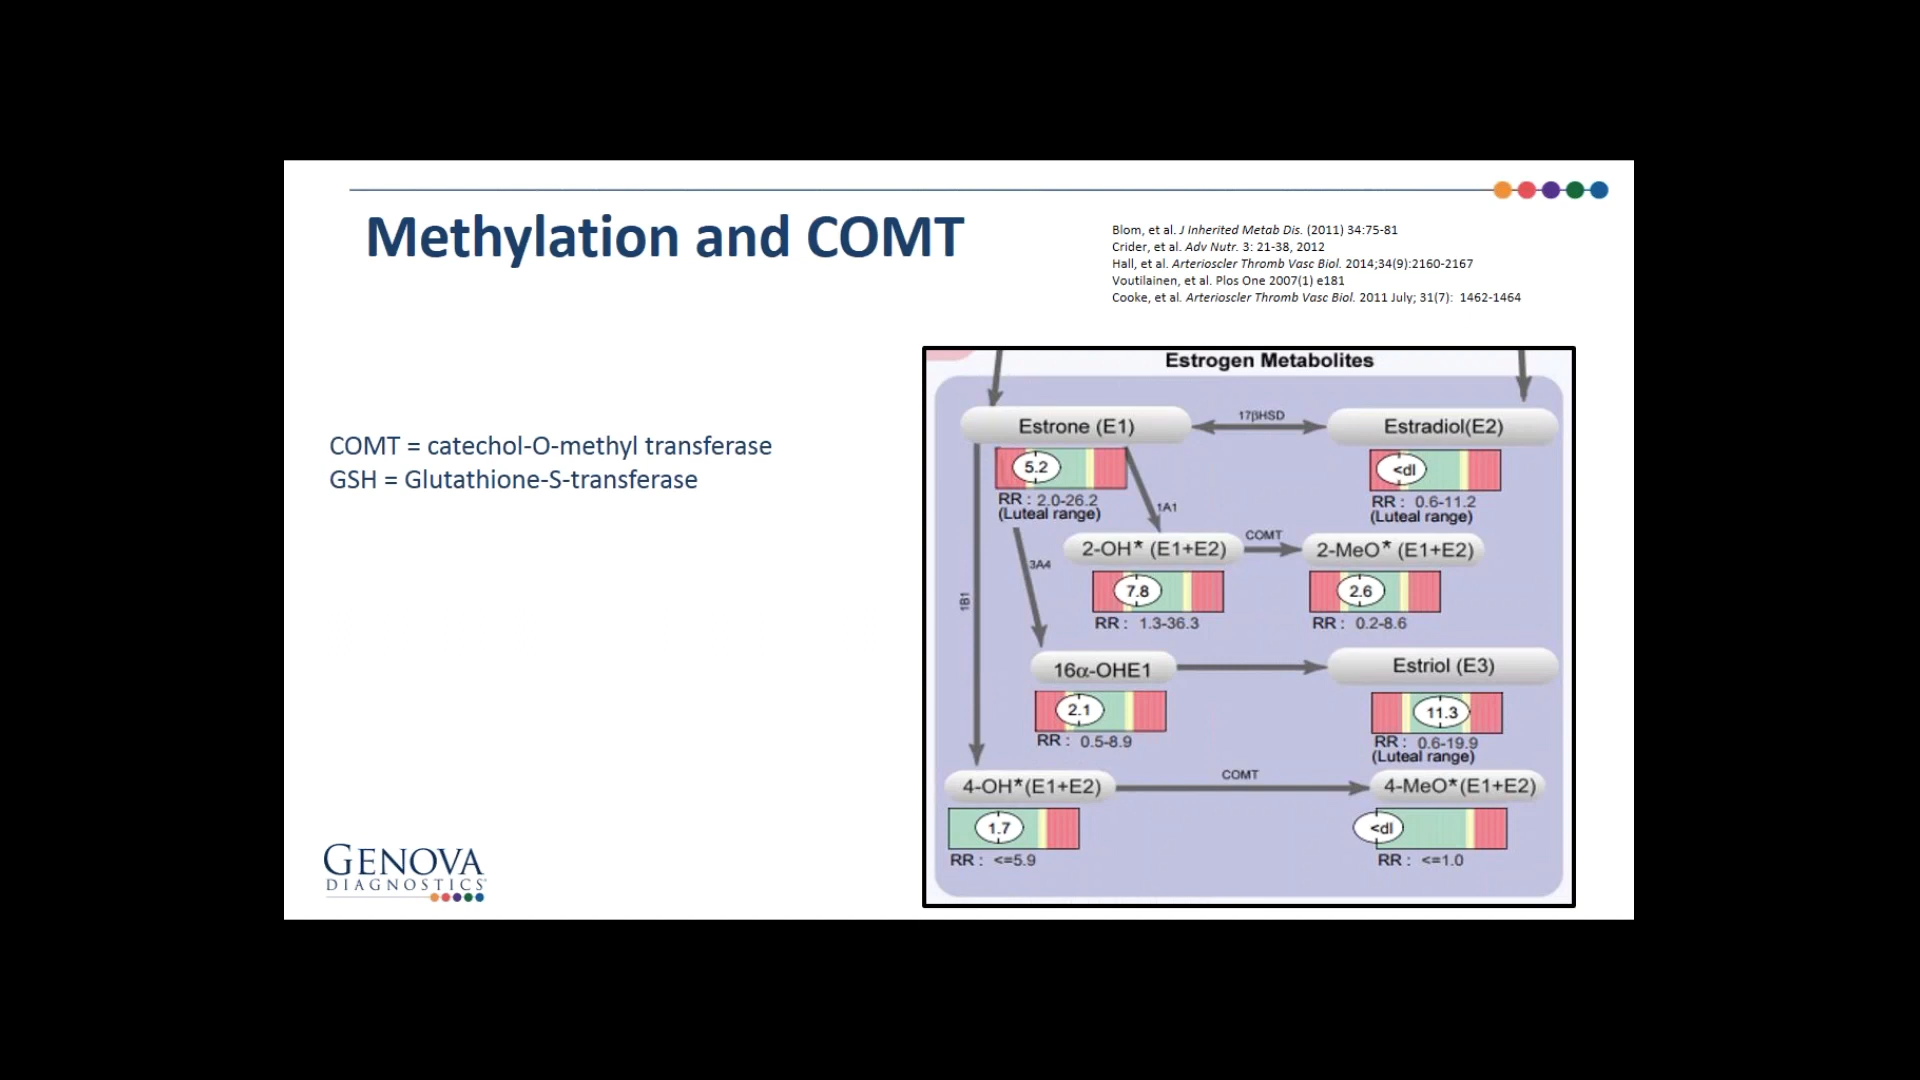 Methylation and COMT
Blom, et al. J Inherited Metab Dis. (2011) 34:75-81
Crider, et al. Adv Nutr. 3: 21-38, 2012
Hall, et al. Arterioscler Thromb Vasc Biol. 2014;34(9):2160-2167
Voutilainen, et al. Plos One 2007(1) e181
Cooke, et al. Arterioscler Thromb Vasc Biol. 2011 July; 31(7): 1462-1464
COMT = catechol-O-methyl transferase
GSH = Glutathione-S-transferase
Estrogen Metabolites
Estrone (E1)
17βHSD
Estradiol(E2)
5.2
RR : 2.0-26.2
(Luteal range)
<dl
RR : 0.6-11.2
(Luteal range)
1A1
2-OH* (E1+E2)
COMT
2-MeO* (E1+E2)
3A4
7.8
RR : 1.3-36.3
2.6
RR : 0.2-8.6
1B1
16α-OHE1
Estriol (E3)
2.1
RR : 0.5-8.9
11.3
RR : 0.6-19.9
(Luteal range)
4-OH*(E1+E2)
COMT
4-MeO*(E1+E2)
1.7
RR : <=5.9
<dl
RR : <=1.0
GENOVA
DIAGNOSTICS